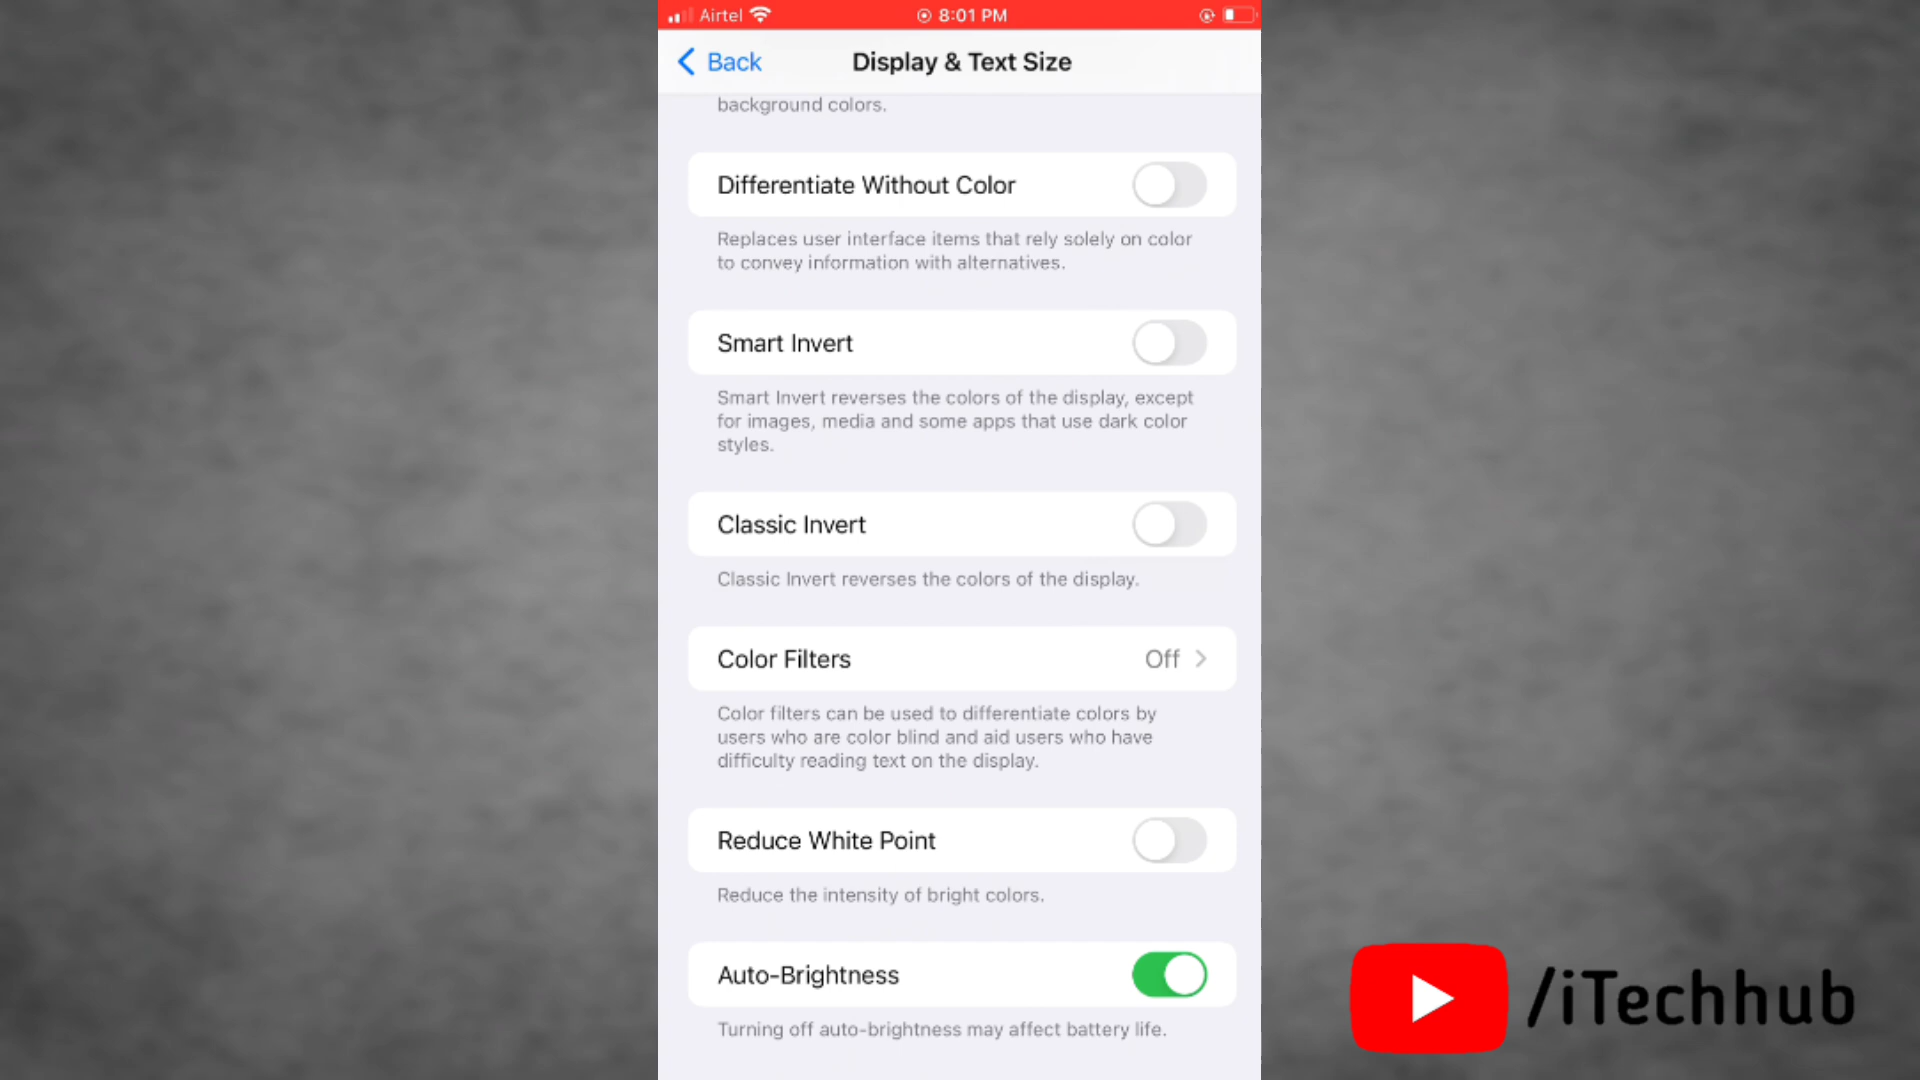 Airtel 8:01 PM
Back Display & Text Size
background colors.
Differentiate Without Color
Replaces user interface items that rely solely on color
to convey information with alternatives.
Smart Invert
Smart Invert reverses the colors of the display, except
for images, media and some apps that use dark color
styles.
Classic Invert
Classic Invert reverses the colors of the display.
Color Filters Off
Color filters can be used to differentiate colors by
users who are color blind and aid users who have
difficulty reading text on the display.
Reduce White Point
Reduce the intensity of bright colors.
Auto-Brightness
Turning off auto-brightness may affect battery life.
/iTechhub